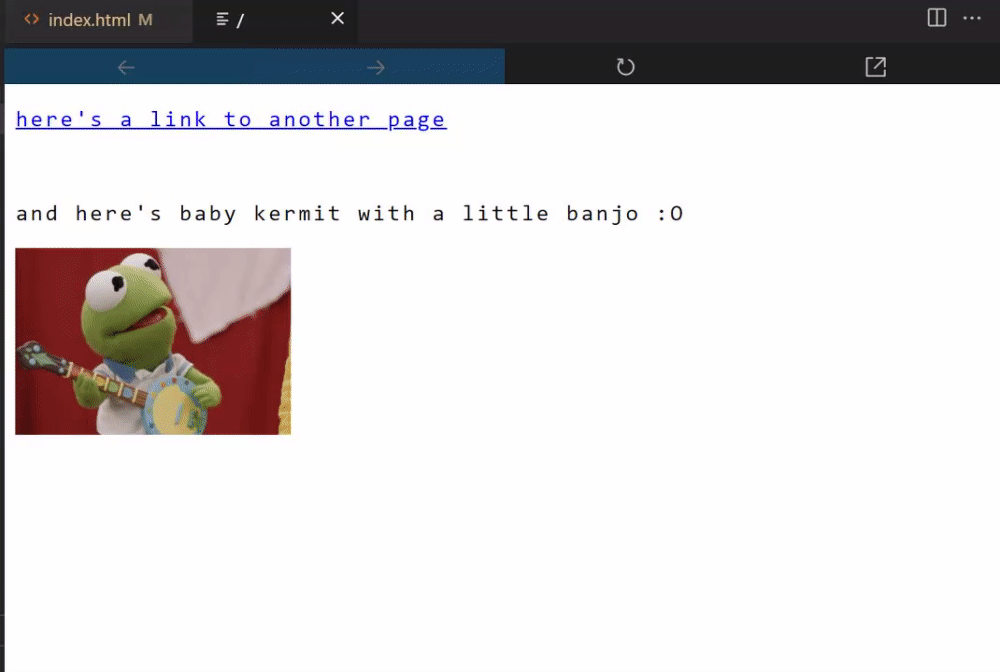 index.html M
/
here's a link to another page
and here's baby kermit with a little banjo :O